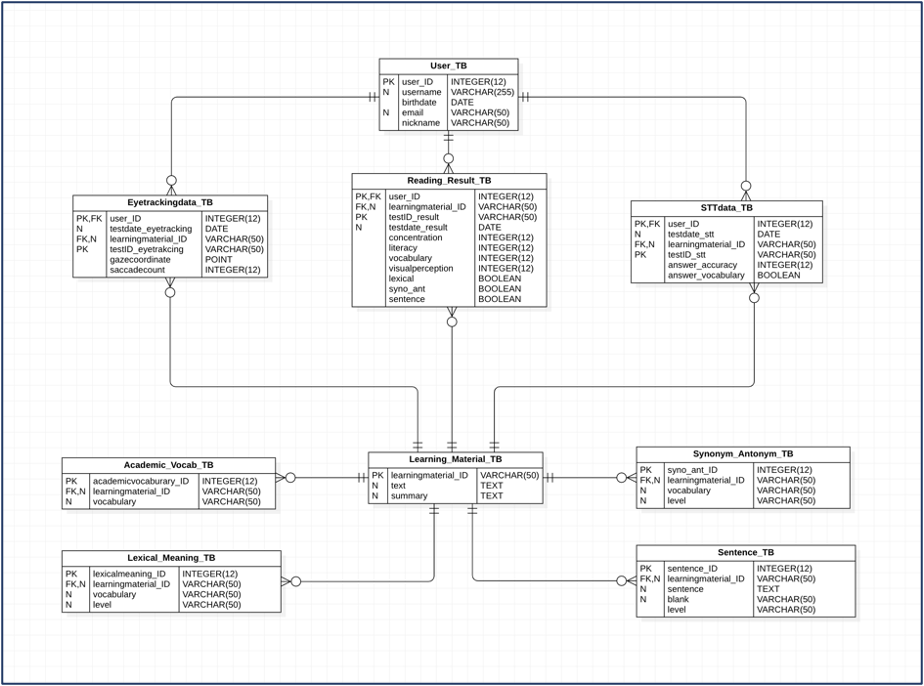 User_TB
PK user_ID INTEGER(12)
N username VARCHAR(255)
birthdate DATE
N email VARCHAR(50)
nickname VARCHAR(50)
Eyetrackingdata_TB
PK,FK user_ID INTEGER(12)
N testdate_eyetracking DATE
FK,N learningmaterial_ID VARCHAR(50)
PK testID_eyetrakcing VARCHAR(50)
gazecoordinate POINT
saccadecount INTEGER(12)
Reading_Result_TB
PK,FK user_ID INTEGER(12)
FK,N learningmaterial_ID VARCHAR(50)
PK testID_result VARCHAR(50)
N testdate_result DATE
concentration INTEGER(12)
literacy INTEGER(12)
vocabulary INTEGER(12)
visualperception INTEGER(12)
lexical BOOLEAN
syno_ant BOOLEAN
sentence BOOLEAN
STTdata_TB
PK,FK user_ID INTEGER(12)
N testdate_stt DATE
FK,N learningmaterial_ID VARCHAR(50)
PK testID_stt VARCHAR(50)
answer_accuracy INTEGER(12)
answer_vocabulary BOOLEAN
Academic_Vocab_TB
PK academicvocaburary_ID INTEGER(12)
FK,N learningmaterial_ID VARCHAR(50)
N vocabulary VARCHAR(50)
Learning_Material_TB
PK learningmaterial_ID VARCHAR(50)
N text TEXT
N summary TEXT
Synonym_Antonym_TB
PK syno_ant_ID INTEGER(12)
FK,N learningmaterial_ID VARCHAR(50)
N vocabulary VARCHAR(50)
N level VARCHAR(50)
Lexical_Meaning_TB
PK lexicalmeaning_ID INTEGER(12)
FK,N learningmaterial_ID VARCHAR(50)
N vocabulary VARCHAR(50)
N level VARCHAR(50)
Sentence_TB
PK sentence_ID INTEGER(12)
FK,N learningmaterial_ID VARCHAR(50)
N sentence TEXT
N blank VARCHAR(50)
level VARCHAR(50)